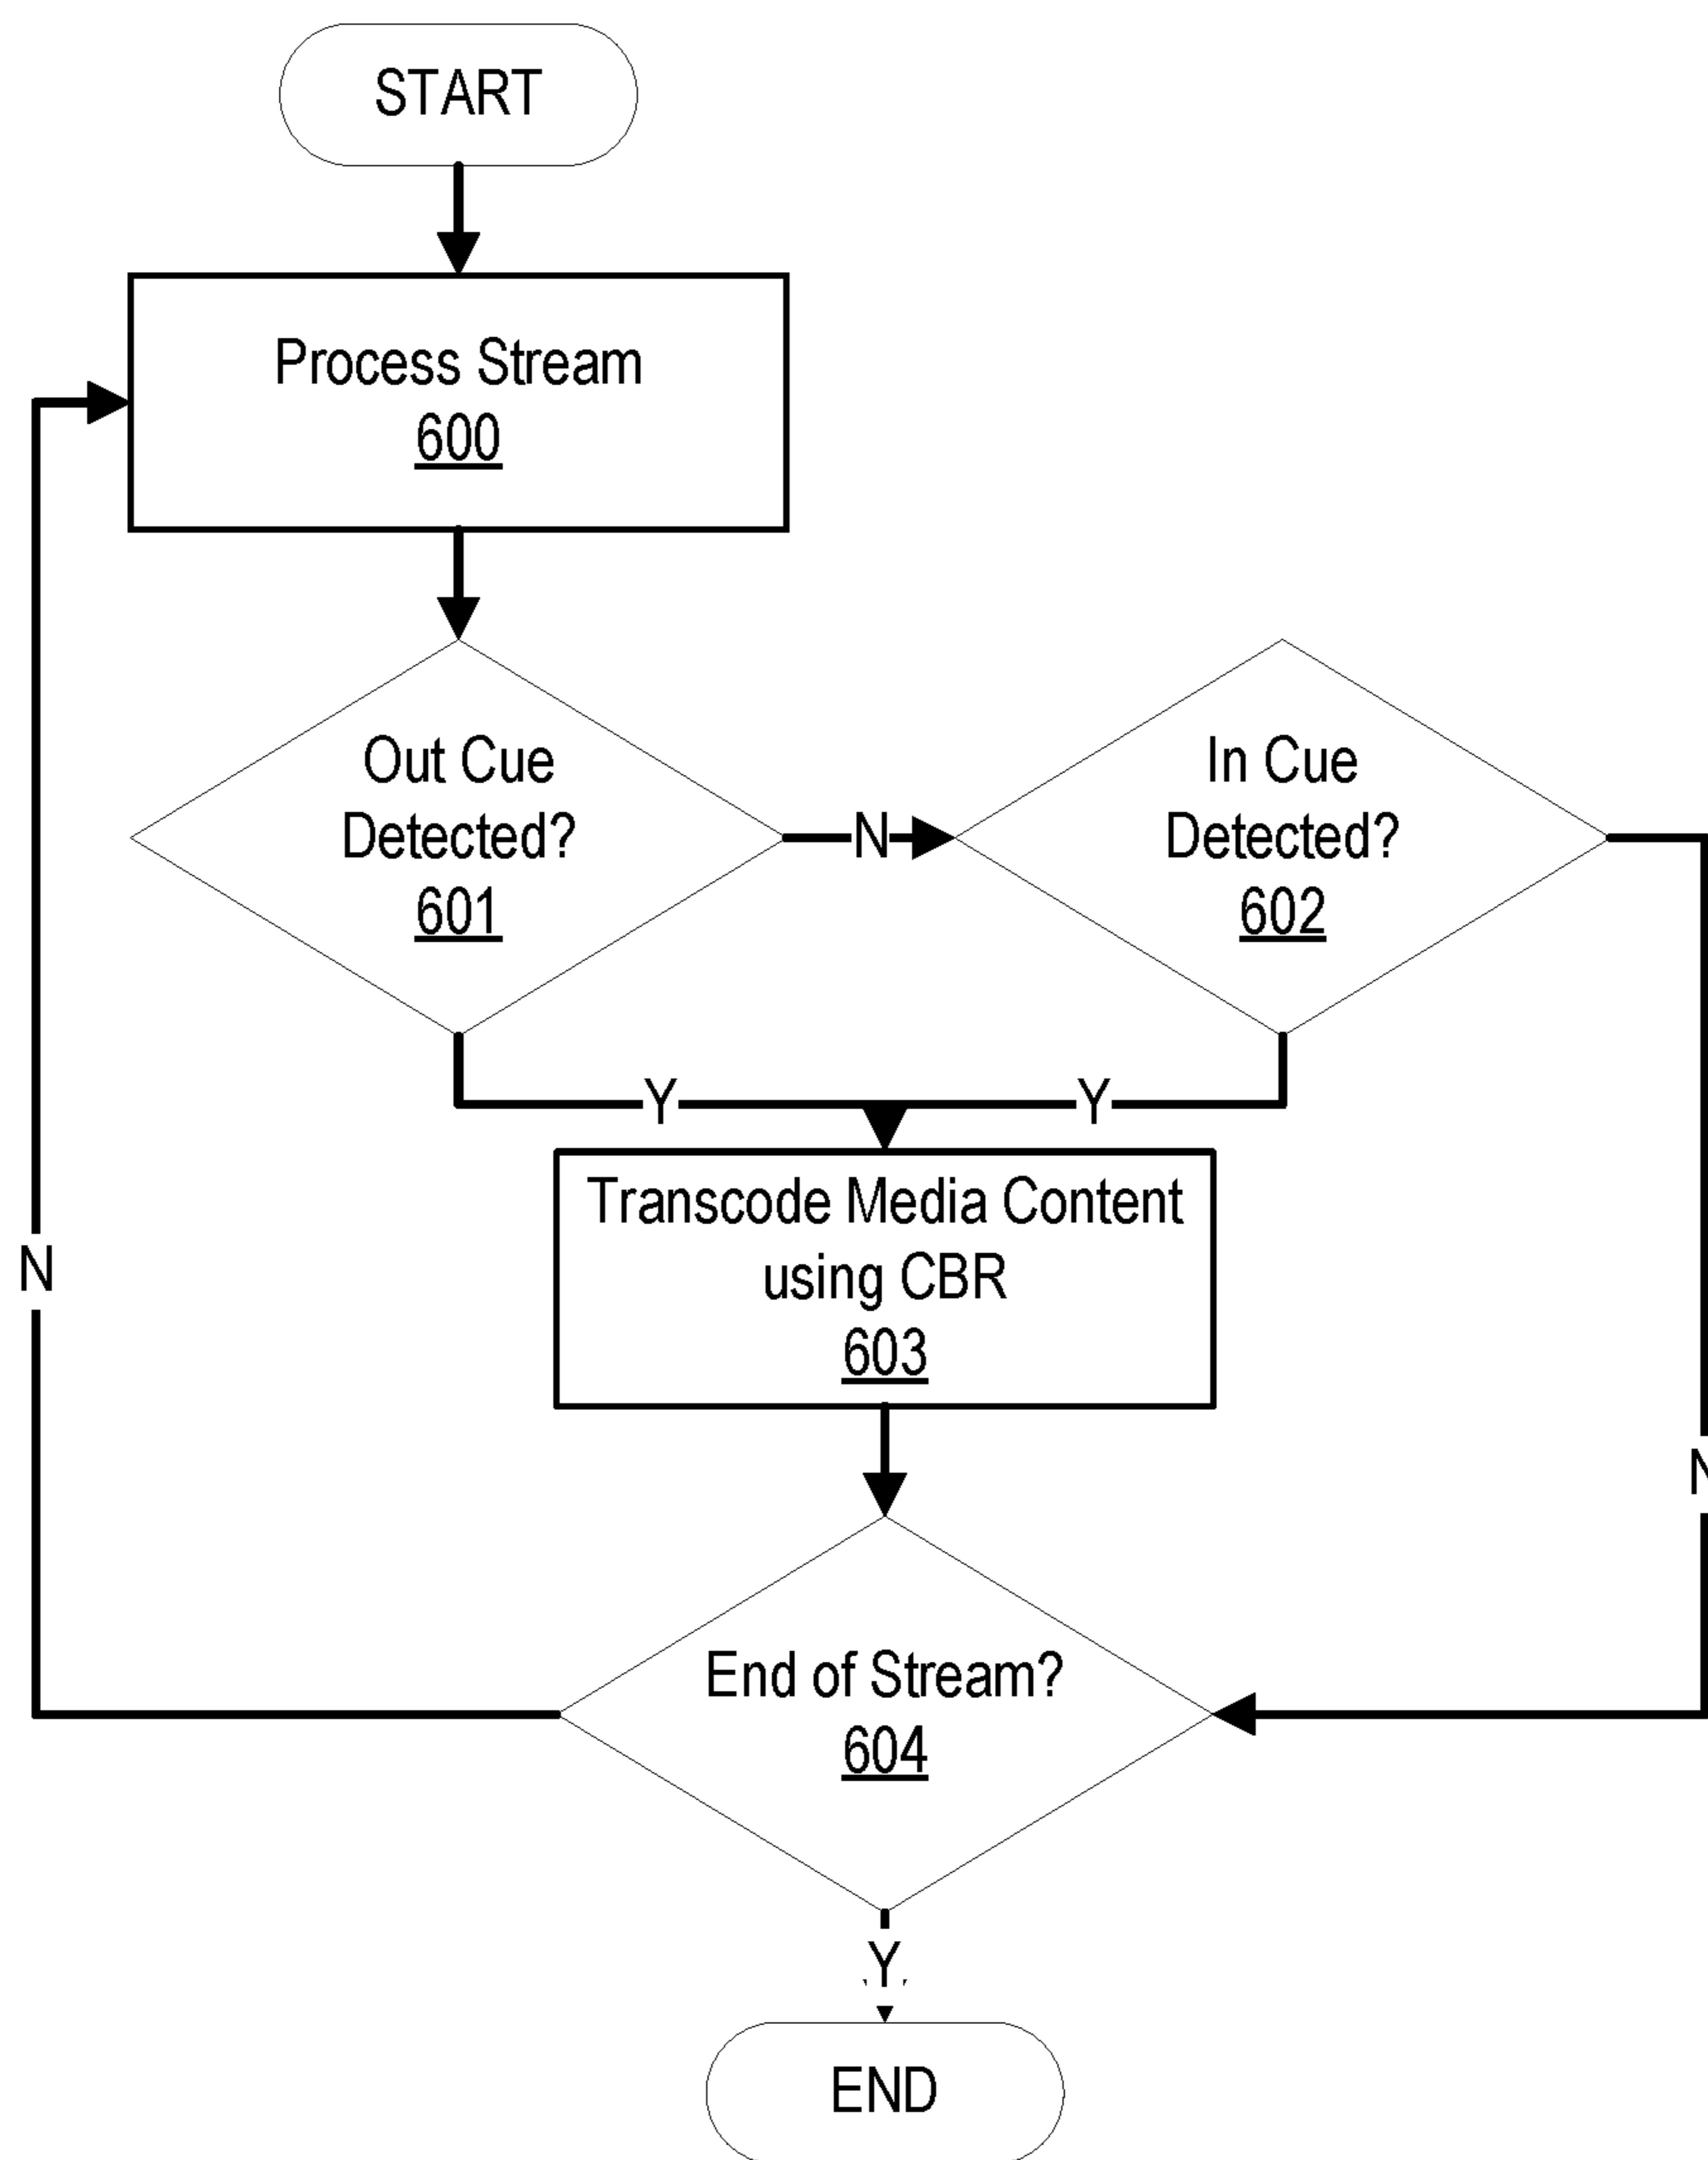 START
Process Stream
600
Out Cue
Detected?
601
N
In Cue
Detected?
602
Y
Y
Transcode Media Content
using CBR
603
N
N
End of Stream?
604
Y
END